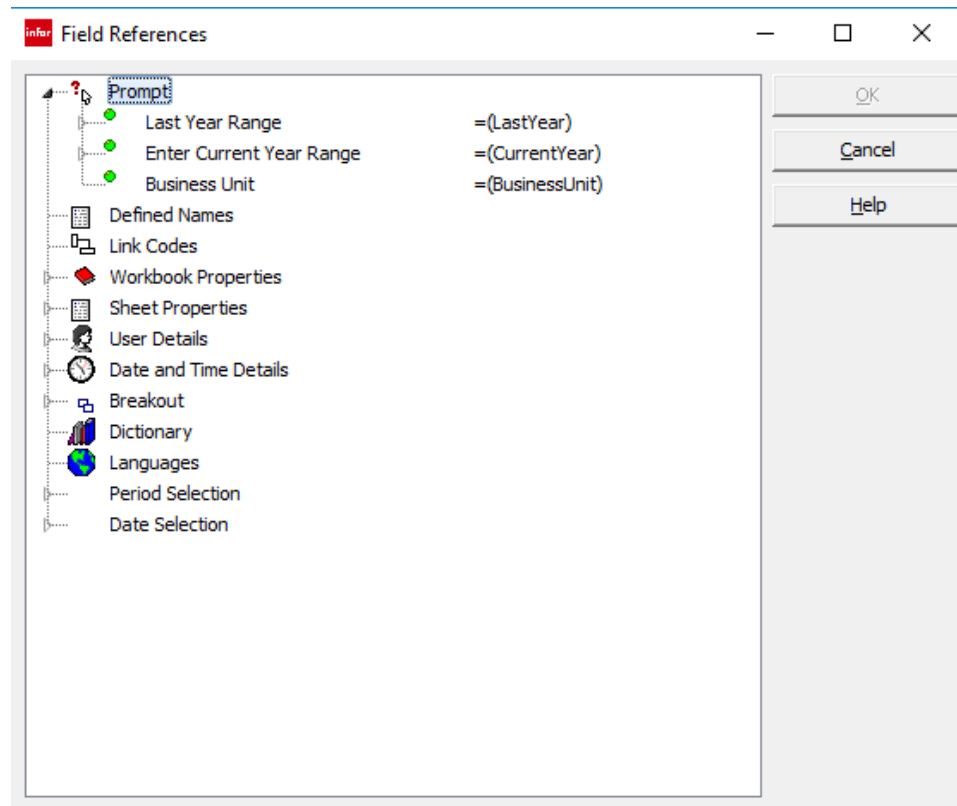 infor Field References
Prompt
OK
Last Year Range =(LastYear)
Enter Current Year Range =(CurrentYear)
Cancel
Business Unit =(BusinessUnit)
Help
Defined Names
Link Codes
Workbook Properties
Sheet Properties
User Details
Date and Time Details
Breakout
Dictionary
Languages
Period Selection
Date Selection